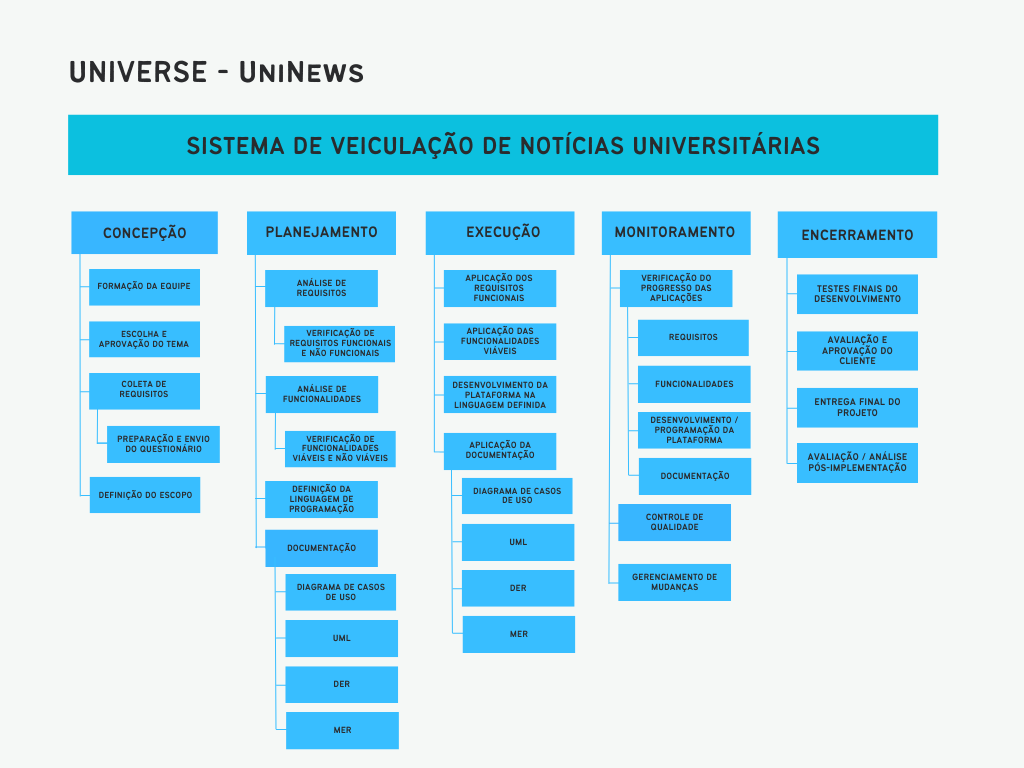 UNIVERSE - UniNews
SISTEMA DE VEICULAÇÃO DE NOTÍCIAS UNIVERSITÁRIAS
CONCEPÇÃO
FORMAÇÃO DA EQUIPE
ESCOLHA E
APROVAÇÃO DO TEMA
COLETA DE
REQUISITOS
PREPARAÇÃO E ENVIO
DO QUESTIONÁRIO
DEFINIÇÃO DO ESCOPO
PLANEJAMENTO
ANÁLISE DE
REQUISITOS
VERIFICAÇÃO DE
REQUISITOS FUNCIONAIS
E NÃO FUNCIONAIS
ANÁLISE DE
FUNCIONALIDADES
VERIFICAÇÃO DE
FUNCIONALIDADES
VIÁVEIS E NÃO VIÁVEIS
DEFINIÇÃO DA
LINGUAGEM DE
PROGRAMAÇÃO
DOCUMENTAÇÃO
DIAGRAMA DE CASOS
DE USO
UML
DER
MER
EXECUÇÃO
APLICAÇÃO DOS
REQUISITOS
FUNCIONAIS
APLICAÇÃO DAS
FUNCIONALIDADES
VIÁVEIS
DESENVOLVIMENTO DA
PLATAFORMA NA
LINGUAGEM DEFINIDA
APLICAÇÃO DA
DOCUMENTAÇÃO
DIAGRAMA DE CASOS
DE USO
UML
DER
MER
MONITORAMENTO
VERIFICAÇÃO DO
PROGRESSO DAS
APLICAÇÕES
REQUISITOS
FUNCIONALIDADES
DESENVOLVIMENTO /
PROGRAMAÇÃO DA
PLATAFORMA
DOCUMENTAÇÃO
CONTROLE DE
QUALIDADE
GERENCIAMENTO DE
MUDANÇAS
ENCERRAMENTO
TESTES FINAIS DO
DESENVOLVIMENTO
AVALIAÇÃO E
APROVAÇÃO DO
CLIENTE
ENTREGA FINAL DO
PROJETO
AVALIAÇÃO / ANÁLISE
PÓS-IMPLEMENTAÇÃO